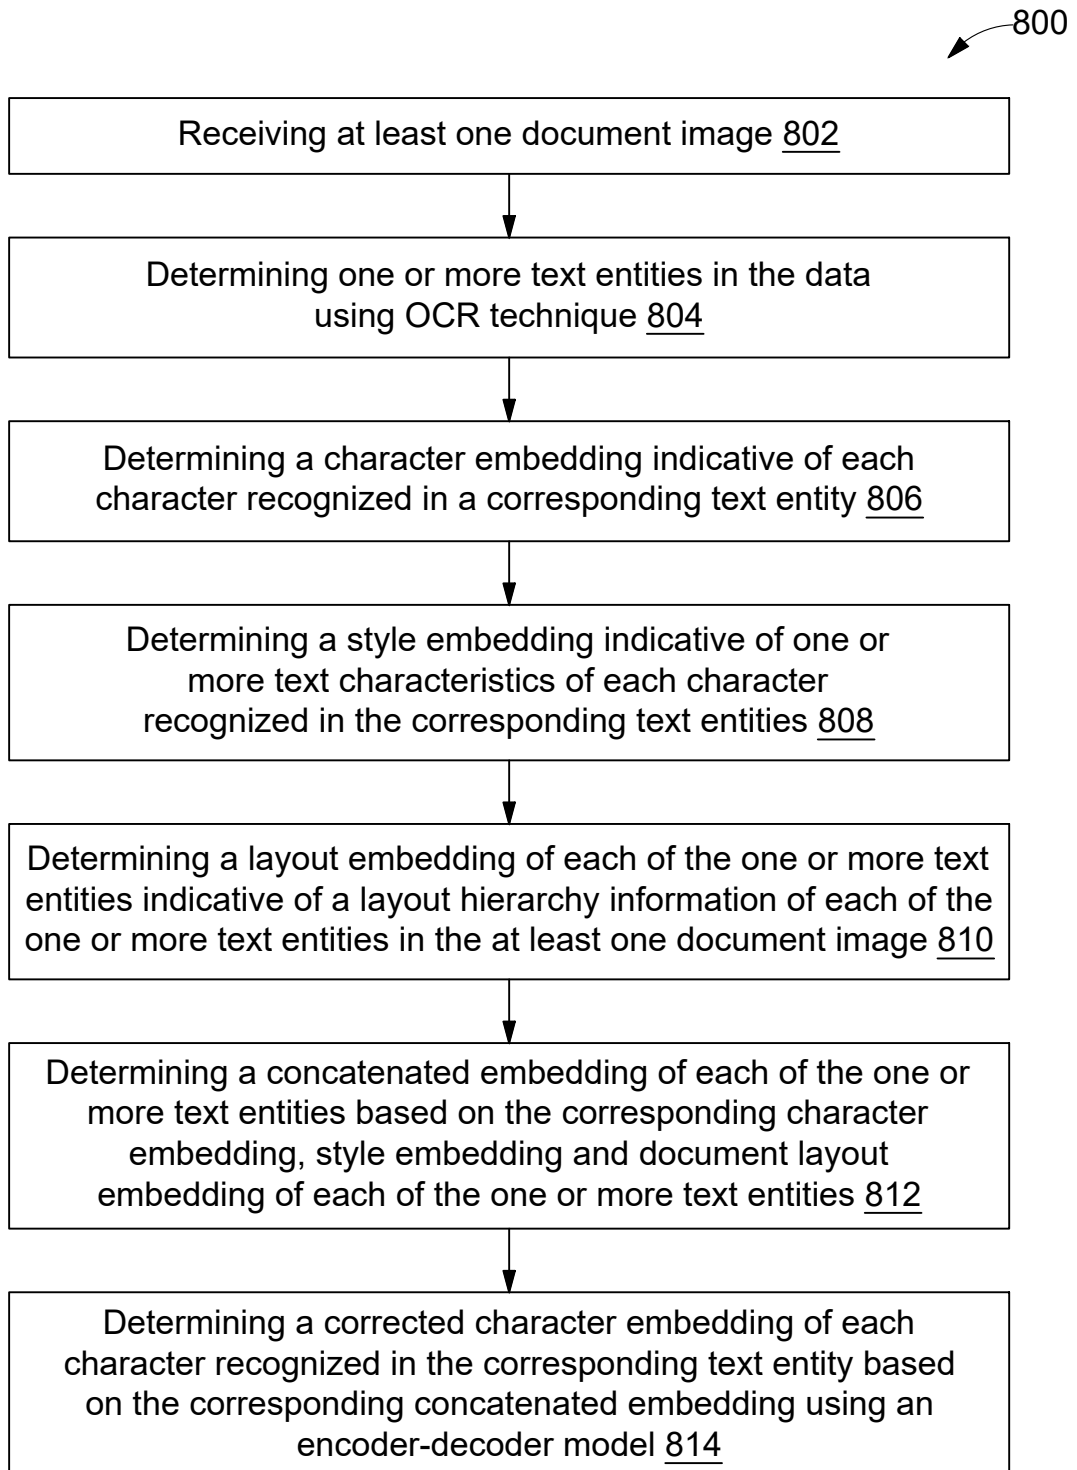 800
Receiving at least one document image 802
Determining one or more text entities in the data
using OCR technique 804
Determining a character embedding indicative of each
character recognized in a corresponding text entity 806
Determining a style embedding indicative of one or
more text characteristics of each character
recognized in the corresponding text entities 808
Determining a layout embedding of each of the one or more text
entities indicative of a layout hierarchy information of each of the
one or more text entities in the at least one document image 810
Determining a concatenated embedding of each of the one or
more text entities based on the corresponding character
embedding, style embedding and document layout
embedding of each of the one or more text entities 812
Determining a corrected character embedding of each
character recognized in the corresponding text entity based
on the corresponding concatenated embedding using an
encoder-decoder model 814